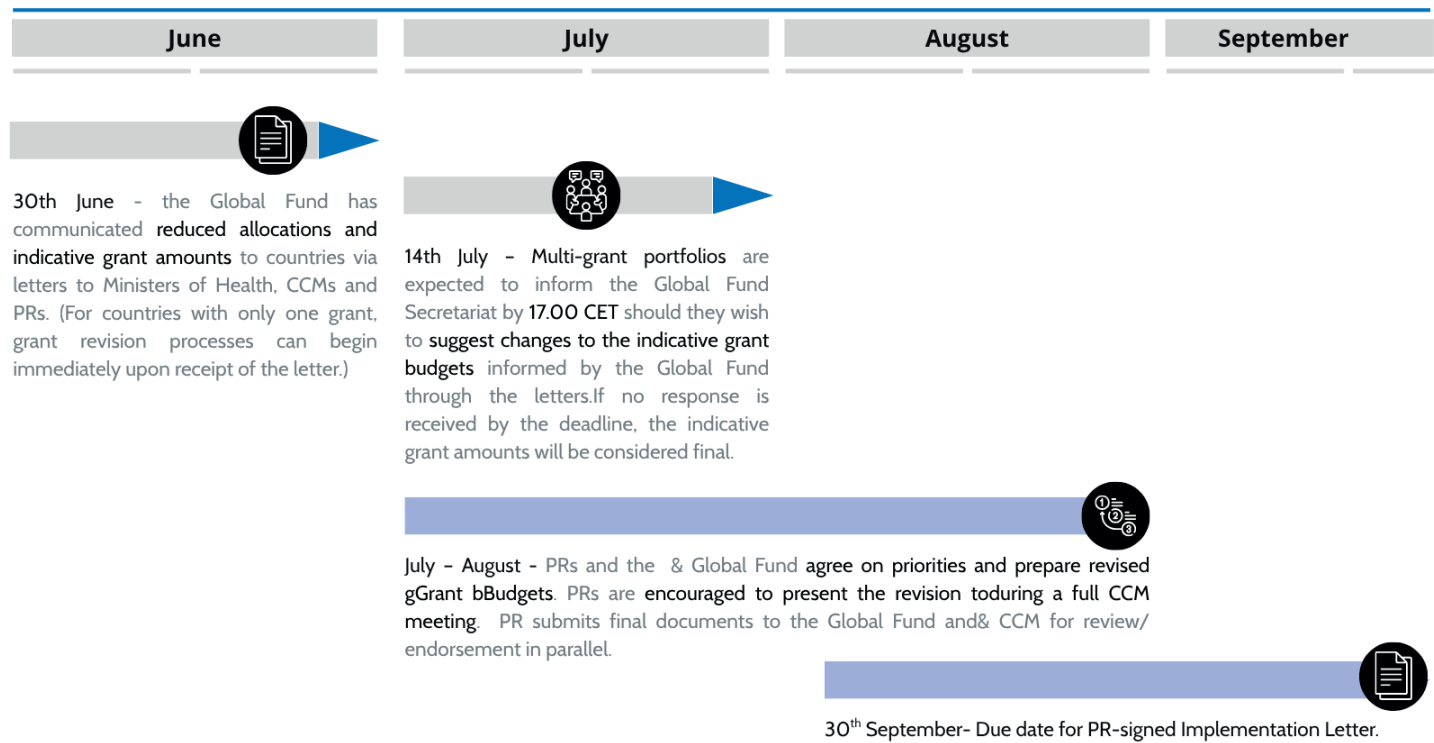 June
July
August
September
30th June - the Global Fund has
communicated reduced allocations and
indicative grant amounts to countries via
letters to Ministers of Health, CCMs and
PRs. (For countries with only one grant,
grant revision processes can begin
immediately upon receipt of the letter.)
14th July – Multi-grant portfolios are
expected to inform the Global Fund
Secretariat by 17.00 CET should they wish
to suggest changes to the indicative grant
budgets informed by the Global Fund
through the letters.If no response is
received by the deadline, the indicative
grant amounts will be considered final.
1
2
3
July – August - PRs and the & Global Fund agree on priorities and prepare revised
gGrant bBudgets. PRs are encouraged to present the revision toduring a full CCM
meeting. PR submits final documents to the Global Fund and& CCM for review/
endorsement in parallel.
30th September- Due date for PR-signed Implementation Letter.